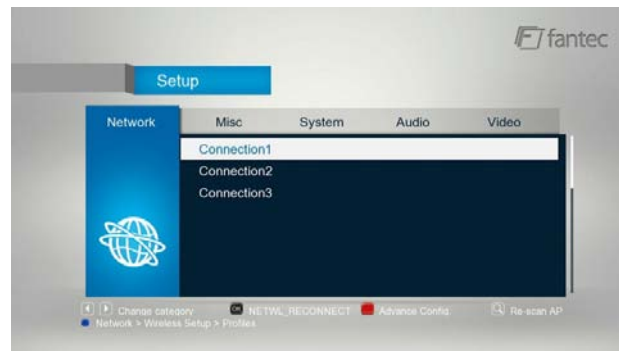 fantec
Setup
Network Misc System Audio Video
Connection1
Connection2
Connection3
Change category OK NETWL_RECONNECT Advance Config. Re-scan AP
Network > Wireless Setup > Profiles